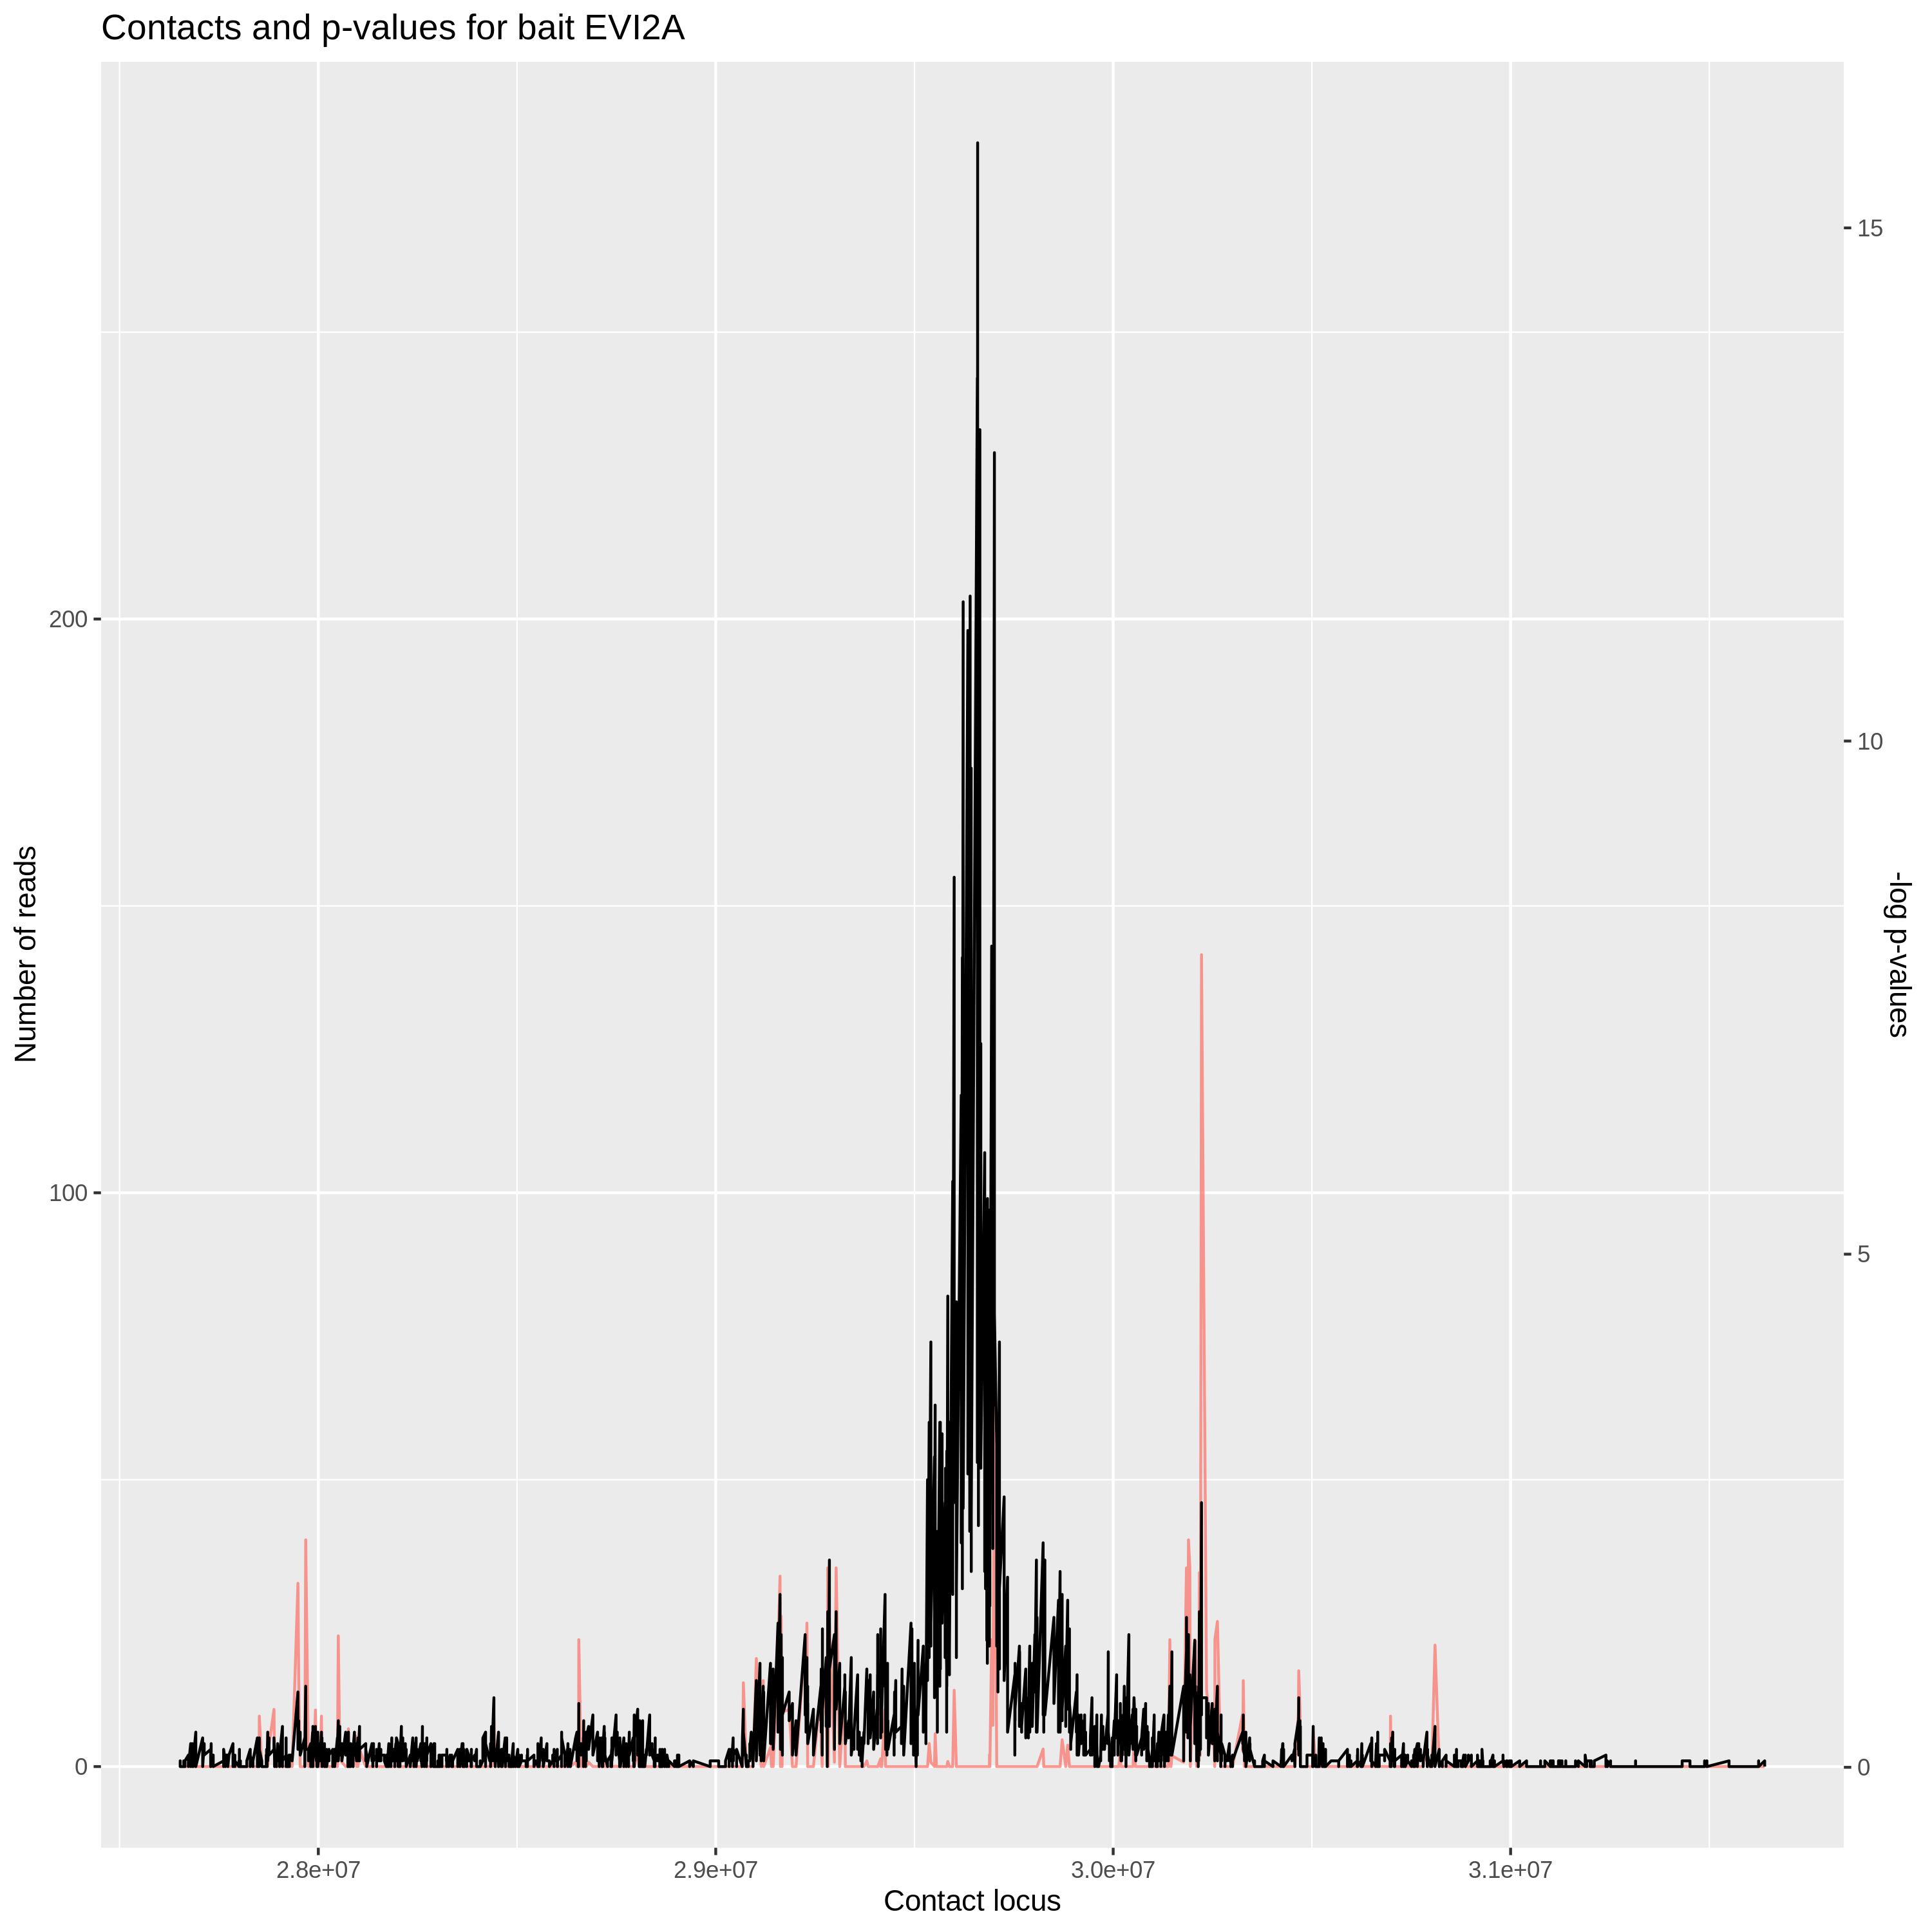 Contacts and p-values for bait EVI2A
Number of reads
200
100
0
15
10
5
0
-log p-values
2.8e+07
2.9e+07
3.0e+07
3.1e+07
Contact locus